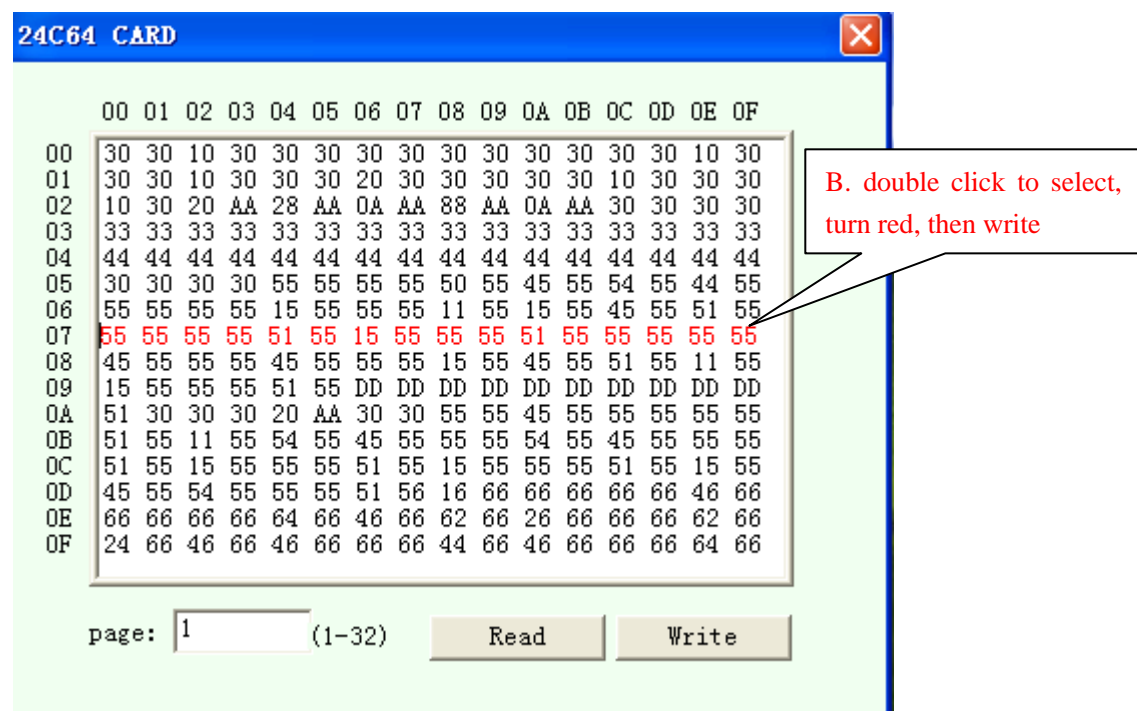 24C64 CARD
00 01 02 03 04 05 06 07 08 09 0A 0B 0C 0D 0E 0F
00 30 30 10 30 30 30 30 30 30 30 30 30 30 30 10 30
01 30 30 10 30 30 30 20 30 30 30 30 30 10 30 30 30
02 10 30 20 AA 28 AA 0A AA 88 AA 0A AA 30 30 30 30
03 33 33 33 33 33 33 33 33 33 33 33 33 33 33 33 33
04 44 44 44 44 44 44 44 44 44 44 44 44 44 44 44 44
05 30 30 30 30 55 55 55 55 50 55 45 55 54 55 44 55
06 55 55 55 55 15 55 55 55 11 55 15 55 45 55 51 55
07 55 55 55 55 51 55 15 55 55 55 51 55 55 55 55 55
08 45 55 55 55 45 55 55 55 15 55 45 55 51 55 11 55
09 15 55 55 55 51 55 DD DD DD DD DD DD DD DD DD DD
0A 51 30 30 30 20 AA 30 30 55 55 45 55 55 55 55 55
0B 51 55 11 55 54 55 45 55 55 55 54 55 45 55 55 55
0C 51 55 15 55 55 55 51 55 15 55 55 55 51 55 15 55
0D 45 55 54 55 55 55 51 56 16 66 66 66 66 66 46 66
0E 66 66 66 66 64 66 46 66 62 66 26 66 66 66 62 66
0F 24 66 46 66 46 66 66 66 44 66 46 66 66 66 64 66
B. double click to select,
turn red, then write
page: 1 (1-32) Read Write